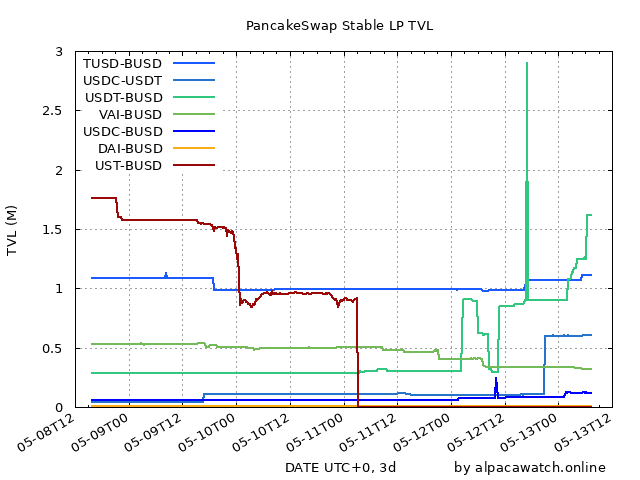 PancakeSwap Stable LP TVL
TVL (M)
3
2.5
2
1.5
1
0.5
0
TUSD-BUSD
USDC-USDT
USDT-BUSD
VAI-BUSD
USDC-BUSD
DAI-BUSD
UST-BUSD
05-08T12
05-09T00
05-09T12
05-10T00
05-10T12
05-11T00
05-11T12
05-12T00
05-12T12
05-13T00
05-13T12
DATE UTC+0, 3d
by alpacawatch.online